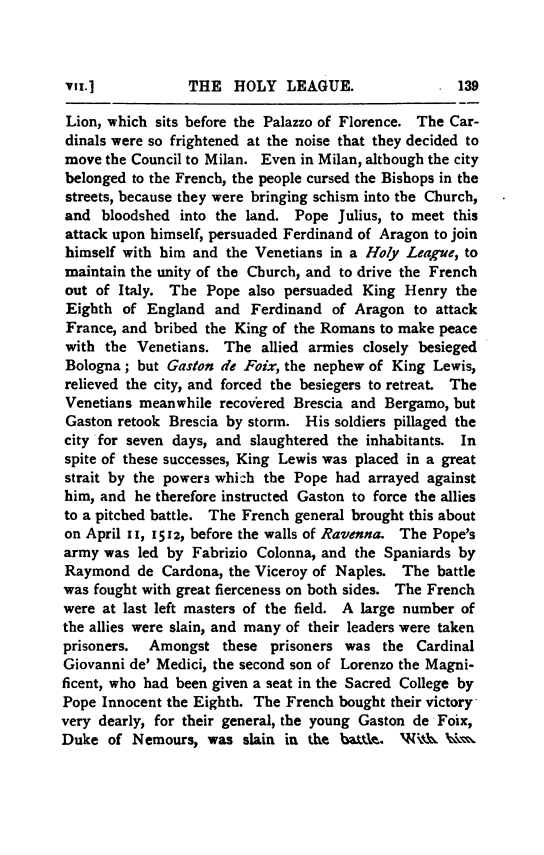 VII.] THE HOLY LEAGUE. 139
Lion, which sits before the Palazzo of Florence. The Car-
dinals were so frightened at the noise that they decided to
move the Council to Milan. Even in Milan, although the city
belonged to the French, the people cursed the Bishops in the
streets, because they were bringing schism into the Church,
and bloodshed into the land. Pope Julius, to meet this
attack upon himself, persuaded Ferdinand of Aragon to join
himself with him and the Venetians in a Holy League, to
maintain the unity of the Church, and to drive the French
out of Italy. The Pope also persuaded King Henry the
Eighth of England and Ferdinand of Aragon to attack
France, and bribed the King of the Romans to make peace
with the Venetians. The allied armies closely besieged
Bologna; but Gaston de Foix, the nephew of King Lewis,
relieved the city, and forced the besiegers to retreat. The
Venetians meanwhile recovered Brescia and Bergamo, but
Gaston retook Brescia by storm. His soldiers pillaged the
city for seven days, and slaughtered the inhabitants. In
spite of these successes, King Lewis was placed in a great
strait by the powers which the Pope had arrayed against
him, and he therefore instructed Gaston to force the allies
to a pitched battle. The French general brought this about
on April 11, 1512, before the walls of Ravenna. The Pope's
army was led by Fabrizio Colonna, and the Spaniards by
Raymond de Cardona, the Viceroy of Naples. The battle
was fought with great fierceness on both sides. The French
were at last left masters of the field. A large number of
the allies were slain, and many of their leaders were taken
prisoners. Amongst these prisoners was the Cardinal
Giovanni de' Medici, the second son of Lorenzo the Magni-
ficent, who had been given a seat in the Sacred College by
Pope Innocent the Eighth. The French bought their victory
very dearly, for their general, the young Gaston de Foix,
Duke of Nemours, was slain in the battle. With him